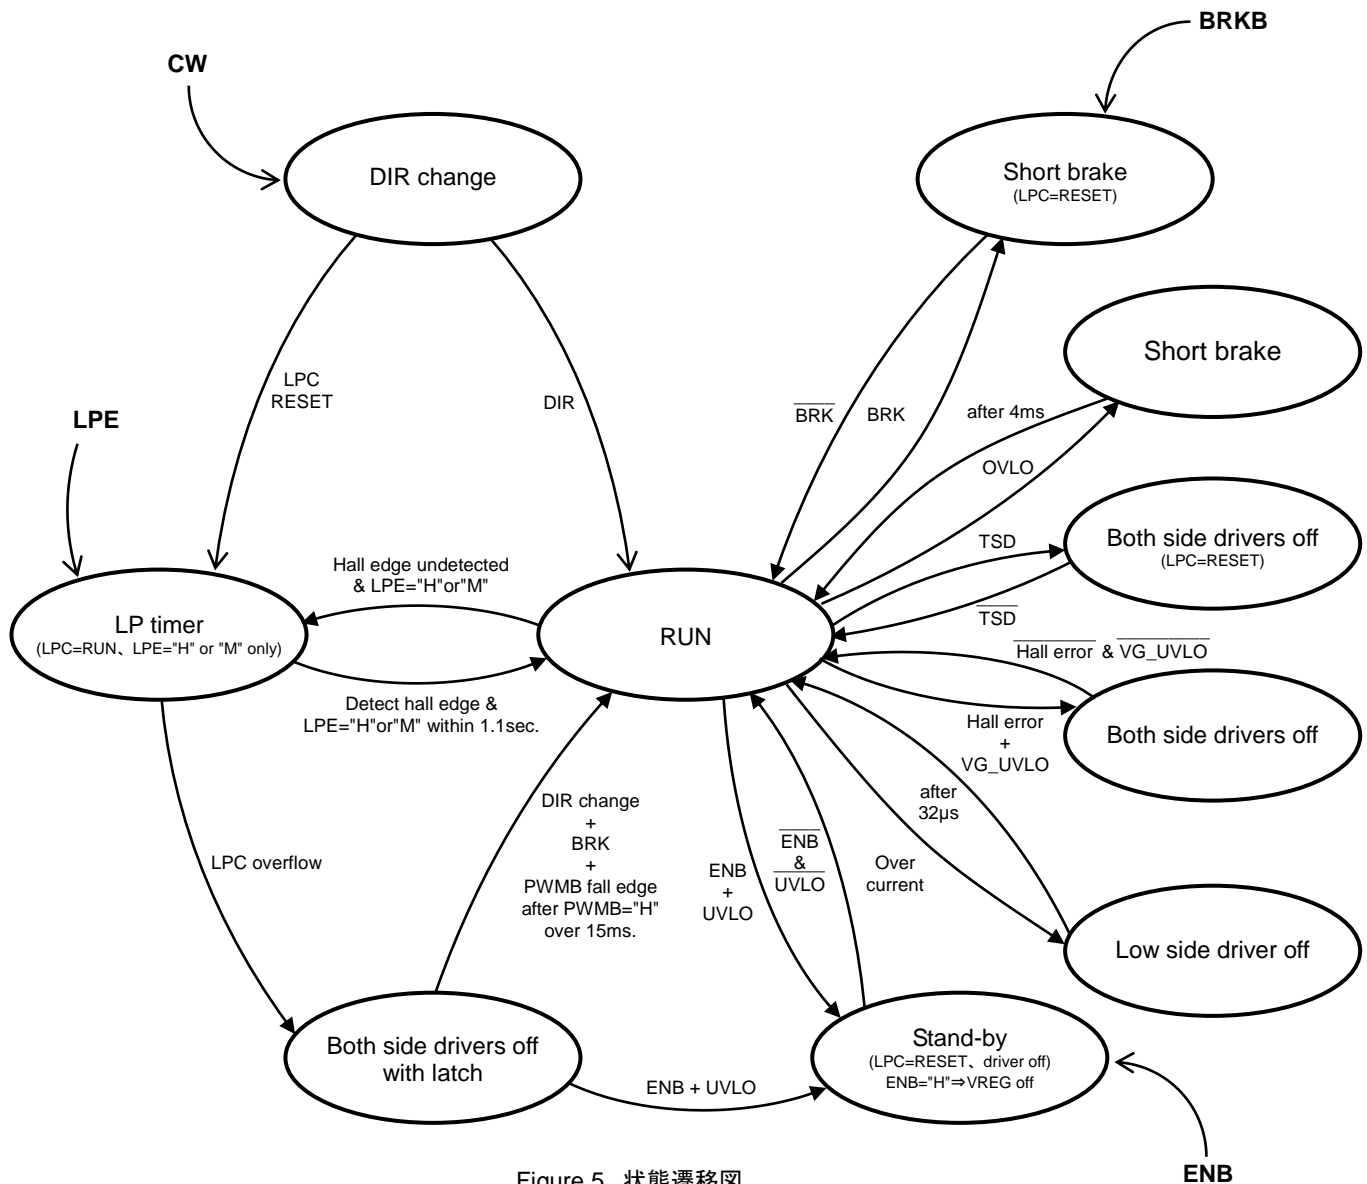 BRKB
CW
DIR change
Short brake
(LPC=RESET)
Short brake
LPC
RESET
DIR
BRK
BRK
after 4ms
OVLO
LPE
TSD
Both side drivers off
(LPC=RESET)
TSD
Hall edge undetected
& LPE="H"or"M"
LP timer
(LPC=RUN、LPE="H" or "M" only)
RUN
Hall error & VG_UVLO
Detect hall edge &
LPE="H"or"M" within 1.1sec.
Hall error
+
VG_UVLO
Both side drivers off
after
32µs
DIR change
+
BRK
+
PWMB fall edge
after PWMB="H"
over 15ms.
LPC overflow
ENB
+
UVLO
ENB
&
UVLO
Over
current
Low side driver off
Both side drivers off
with latch
Stand-by
(LPC=RESET、driver off)
ENB="H"⇒VREG off
ENB + UVLO
ENB
Figure 5. 状態遷移図